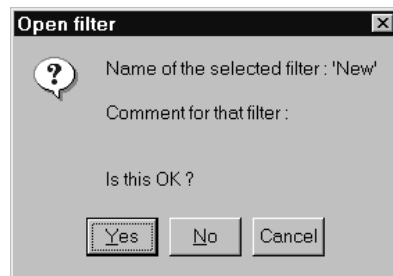 Open filter
Name of the selected filter : 'New'
Comment for that filter :
Is this OK ?
Yes No Cancel